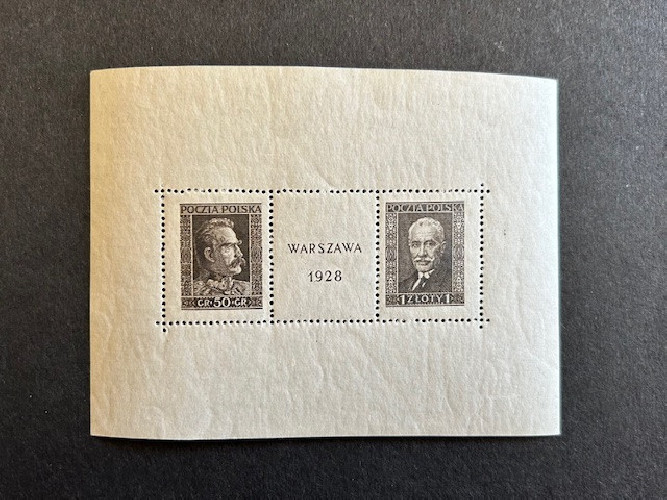 POCZTA POLSKA
GR·50·GR
WARSZAWA
1928
POCZTA POLSKA
1 ZŁOTY 1